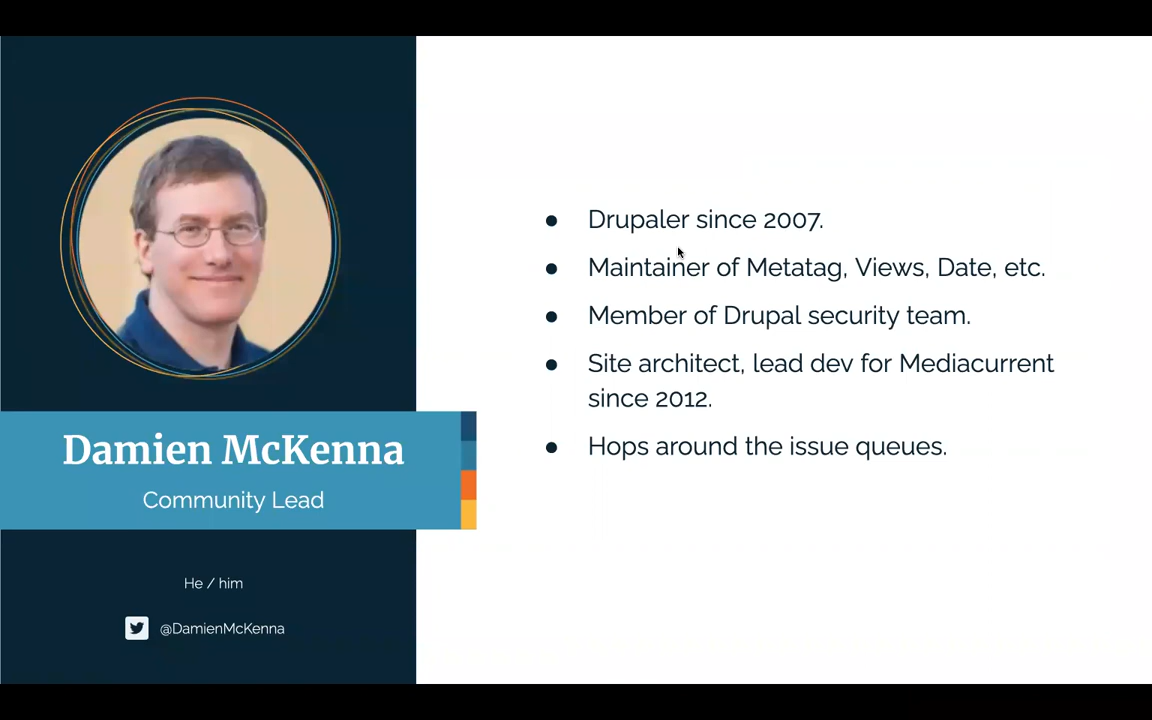 Damien McKenna
Community Lead
He / him
@DamienMcKenna
● Drupaler since 2007.
● Maintainer of Metatag, Views, Date, etc.
● Member of Drupal security team.
● Site architect, lead dev for Mediacurrent
since 2012.
● Hops around the issue queues.